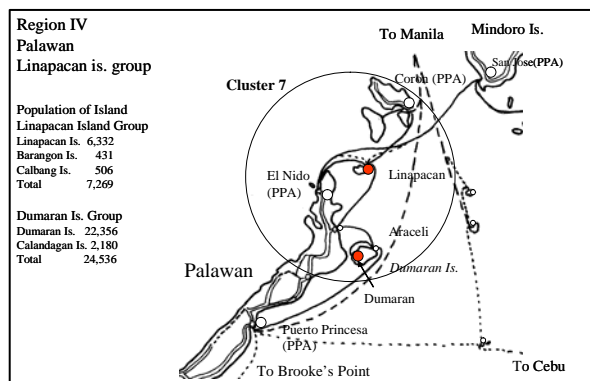 Region IV
Palawan
Linapacan is. group
Population of Island
Linapacan Island Group
Linapacan Is. 6,332
Barangon Is. 431
Calbang Is. 506
Total 7,269
Dumaran Is. Group
Dumaran Is. 22,356
Calandagan Is. 2,180
Total 24,536
To Manila
Mindoro Is.
San Jose(PPA)
Coron (PPA)
Cluster 7
El Nido
(PPA)
Linapacan
Araceli
Dumaran Is.
Palawan
Dumaran
Puerto Princesa
(PPA)
To Cebu
To Brooke's Point